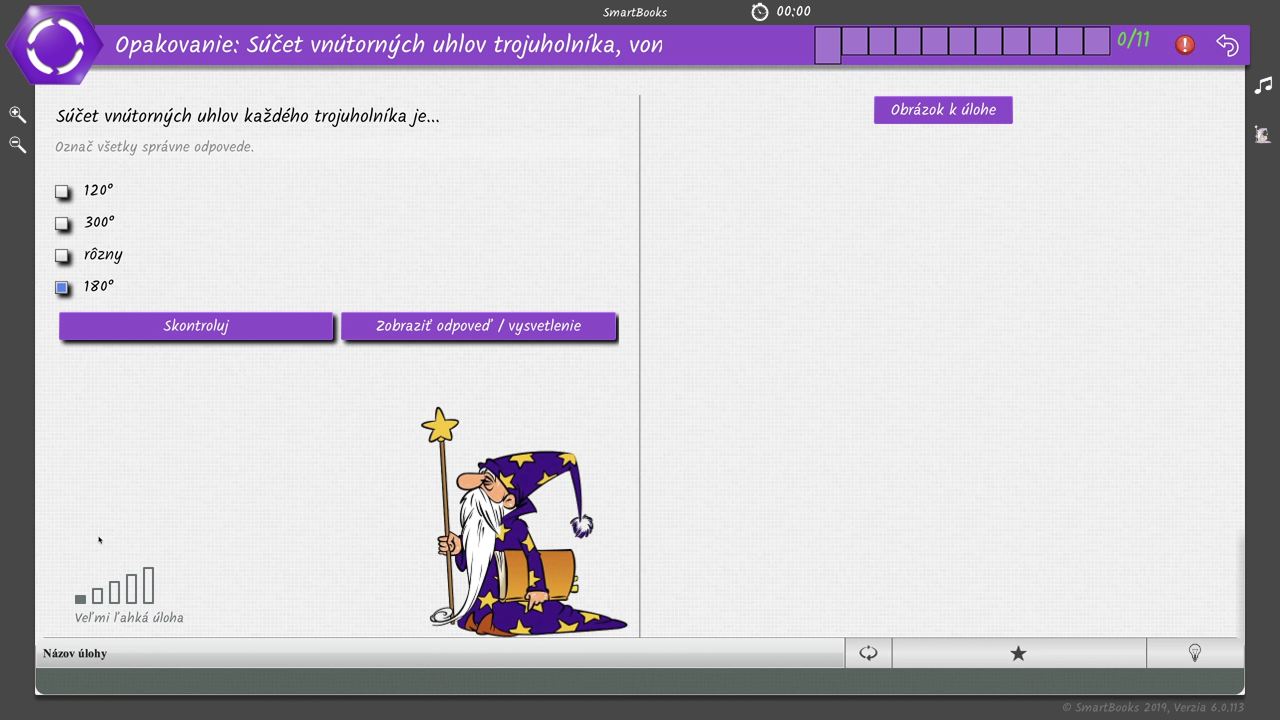 SmartBooks
00:00
Opakovanie: Súčet vnútorných uhlov trojuholníka, von
0/11
Súčet vnútorných uhlov každého trojuholníka je...
Označ všetky správne odpovede.
120°
300°
rôzny
180°
Skontroluj
Zobraziť odpoveď / vysvetlenie
Obrázok k úlohe
Veľmi ľahká úloha
Názov úlohy
© SmartBooks 2019, Verzia 6.0.113